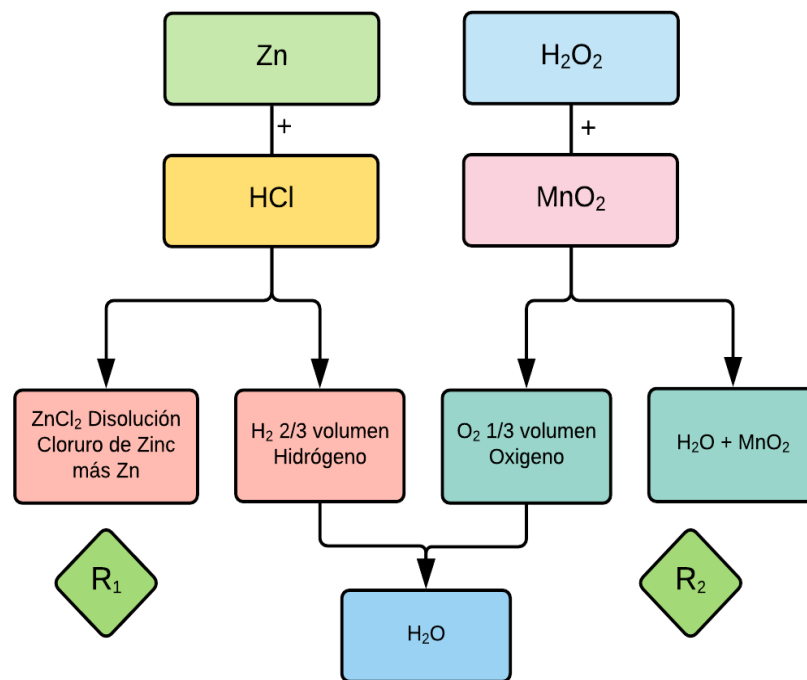 Zn
H₂O₂
+
+
HCl
MnO₂
ZnCl₂ Disolución
Cloruro de Zinc
más Zn
H₂ 2/3 volumen
Hidrógeno
O₂ 1/3 volumen
Oxigeno
H₂O + MnO₂
R₁
R₂
H₂O